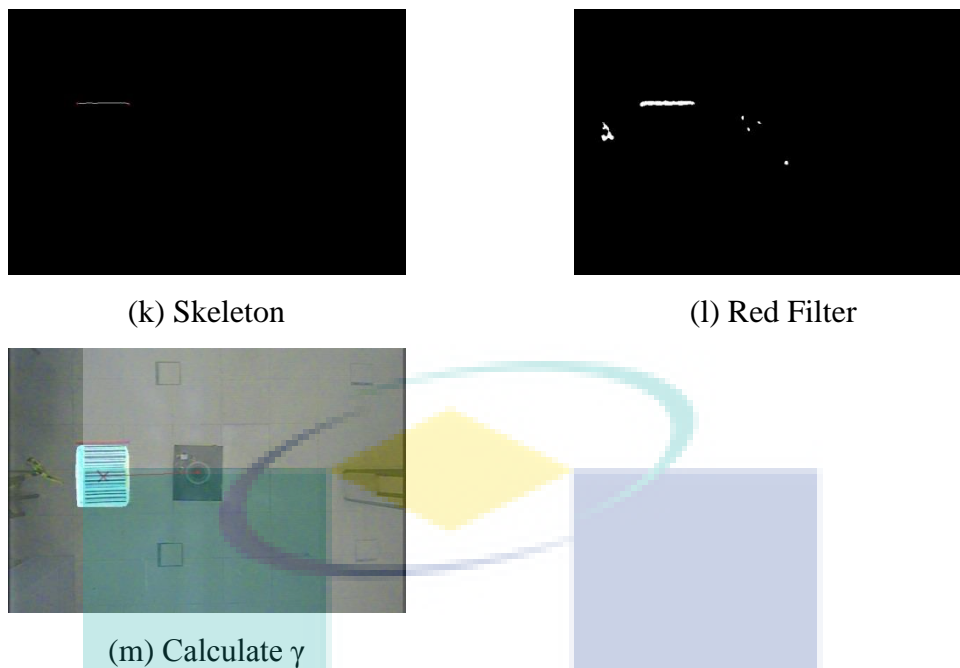 (k) Skeleton
(l) Red Filter
(m) Calculate γ